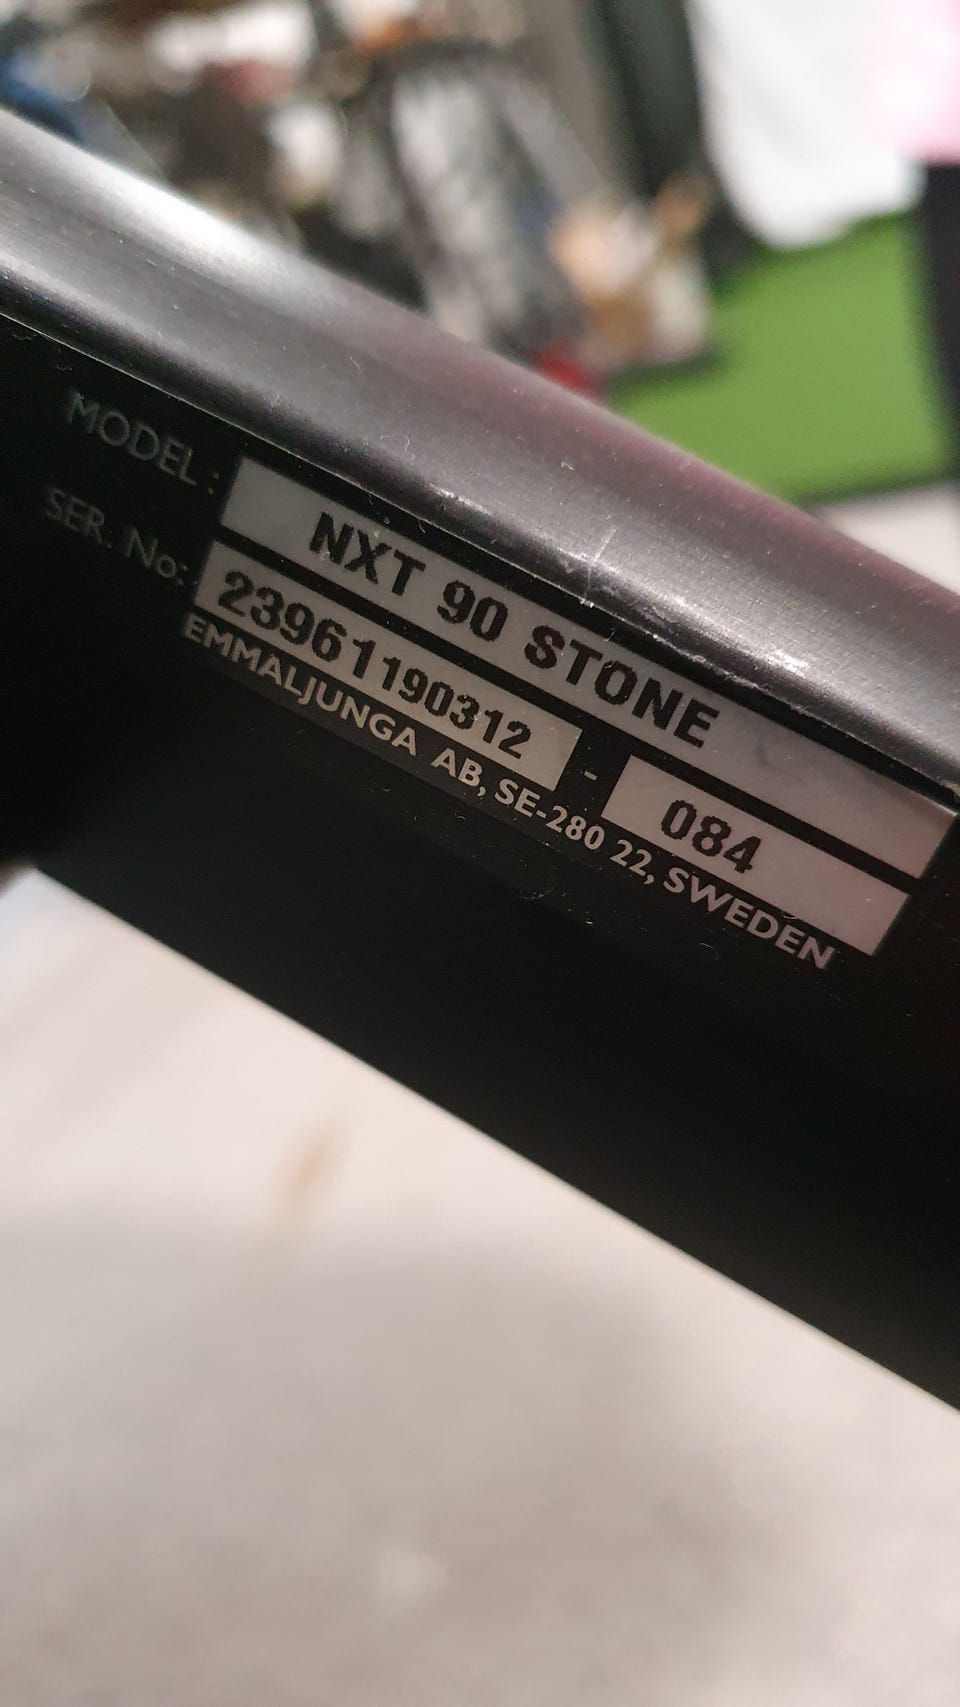 MODEL: NXT 90 STONE
SER. No: 23961190312 - 084
EMMALJUNGA AB, SE-280 22, SWEDEN